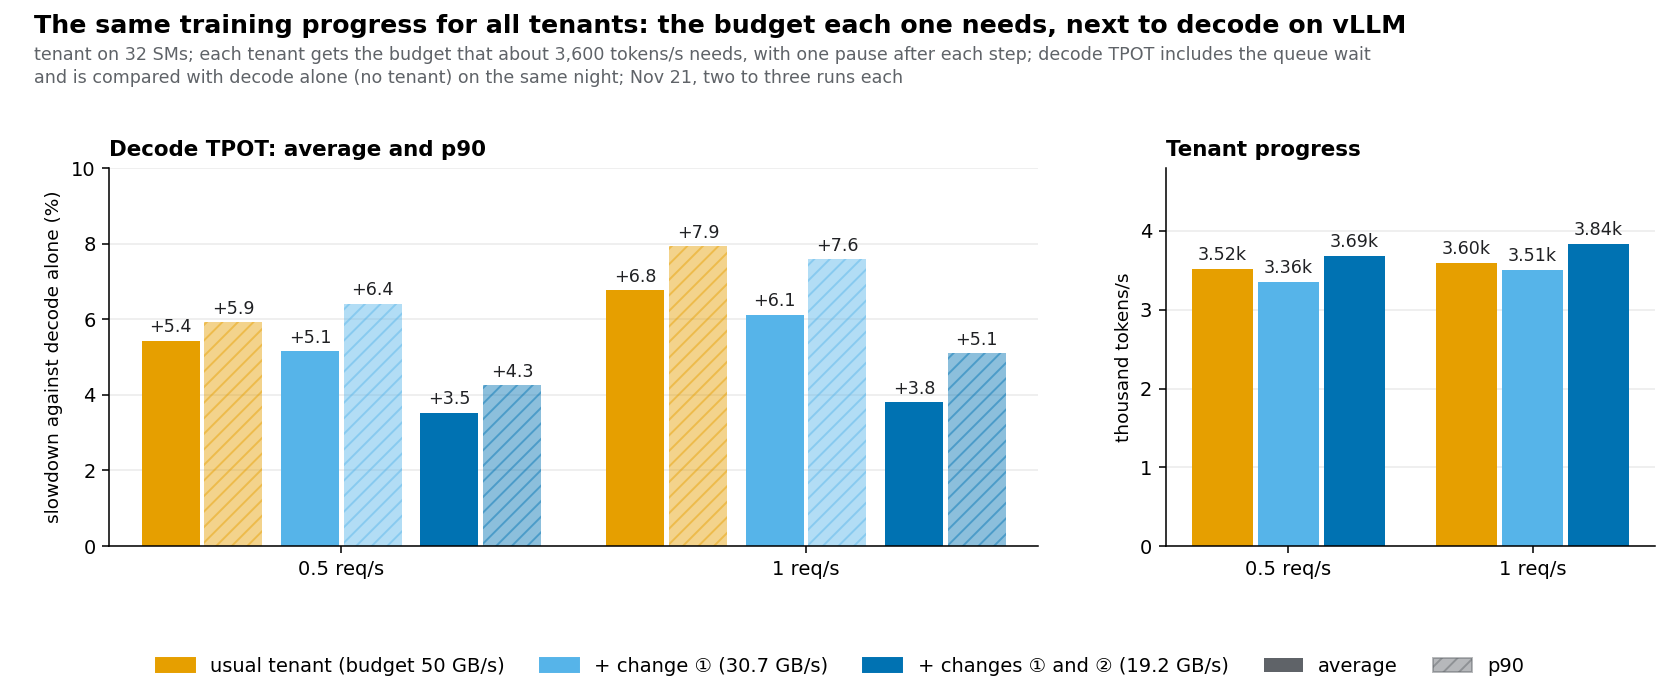 The same training progress for all tenants: the budget each one needs, next to decode on vLLM
tenant on 32 SMs; each tenant gets the budget that about 3,600 tokens/s needs, with one pause after each step; decode TPOT includes the queue wait
and is compared with decode alone (no tenant) on the same night; Nov 21, two to three runs each
Decode TPOT: average and p90
slowdown against decode alone (%)
10
8
6
4
2
0
+5.4
+5.9
+5.1
+6.4
+3.5
+4.3
+6.8
+7.9
+6.1
+7.6
+3.8
+5.1
0.5 req/s
1 req/s
Tenant progress
thousand tokens/s
4
3
2
1
0
3.52k
3.36k
3.69k
3.60k
3.51k
3.84k
0.5 req/s
1 req/s
usual tenant (budget 50 GB/s)
+ change ① (30.7 GB/s)
+ changes ① and ② (19.2 GB/s)
average
p90